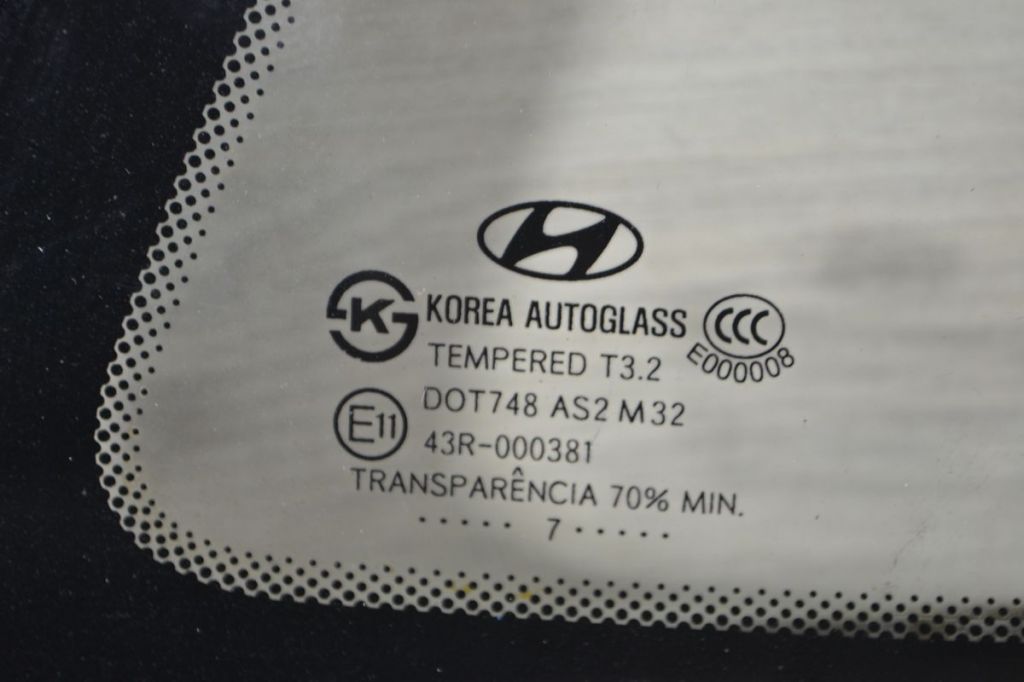 K KOREA AUTOGLASS CCC
TEMPERED T3.2 E000008
DOT748 AS2 M32
E11 43R-000381
TRANSPARÊNCIA 70% MIN.
..... 7 .....